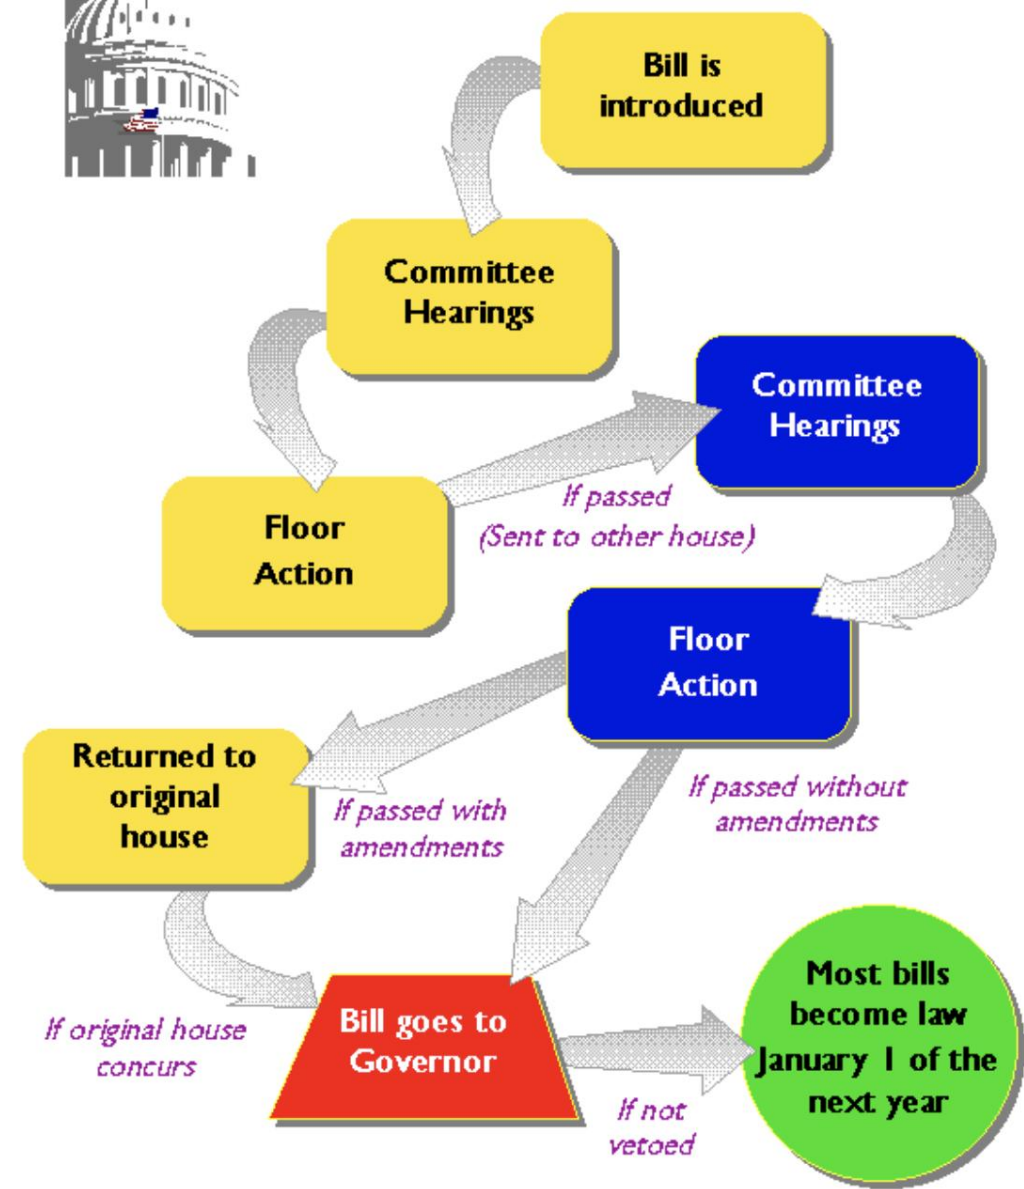 Bill is
introduced
Committee
Hearings
Committee
Hearings
If passed
(Sent to other house)
Floor
Action
Floor
Action
Returned to
original
house
If passed with
amendments
If passed without
amendments
If original house
concurs
Bill goes to
Governor
If not
vetoed
Most bills
become law
January 1 of the
next year